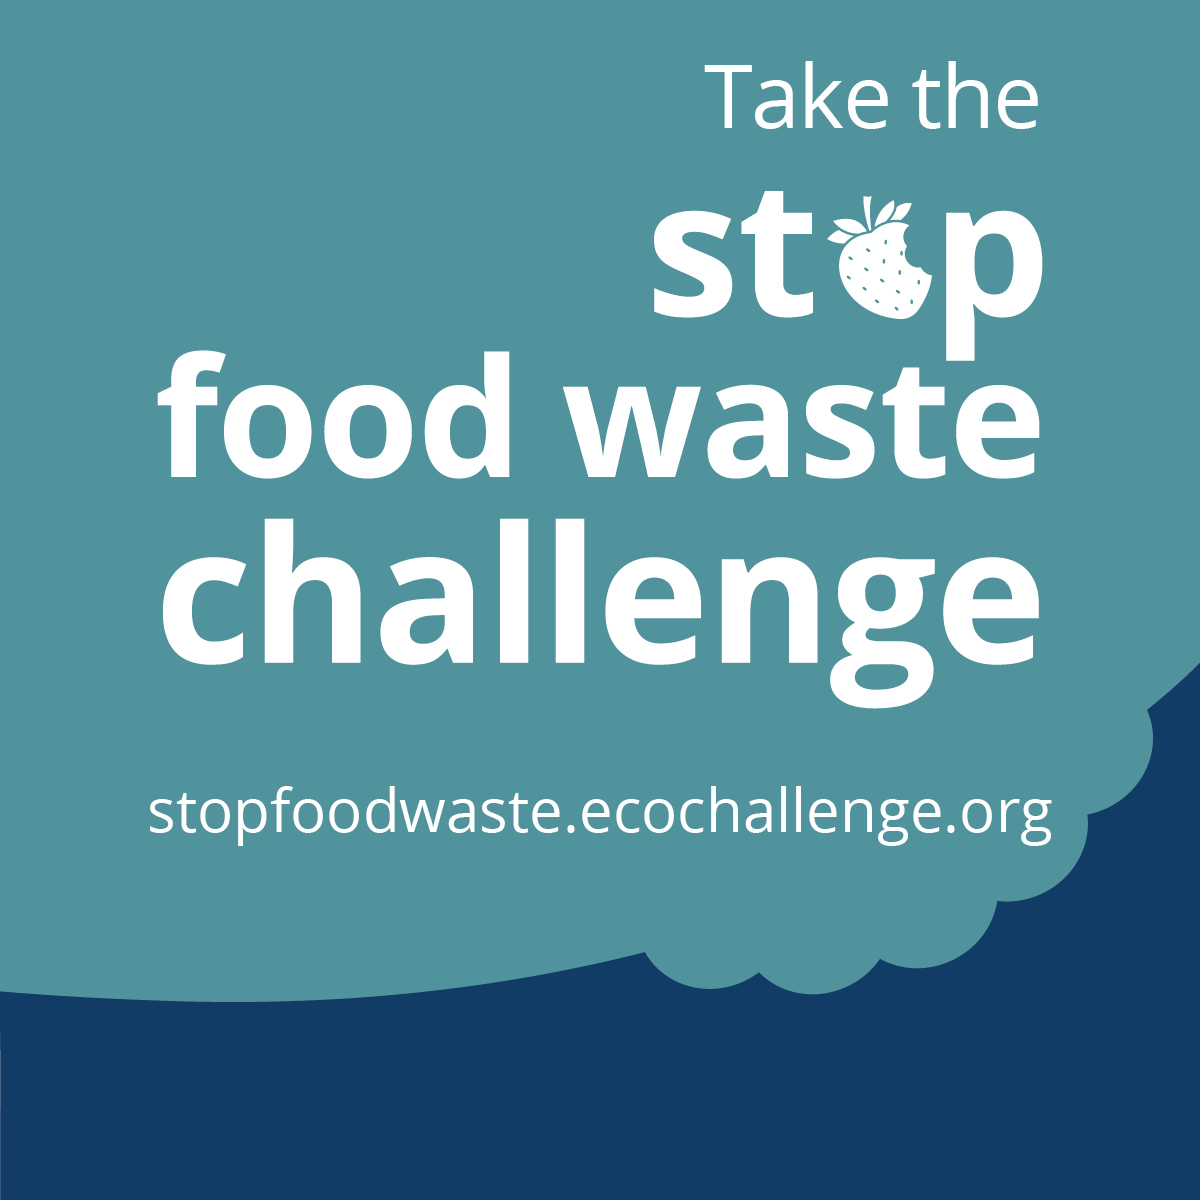 Take the
stop
food waste
challenge
stopfoodwaste.ecochallenge.org